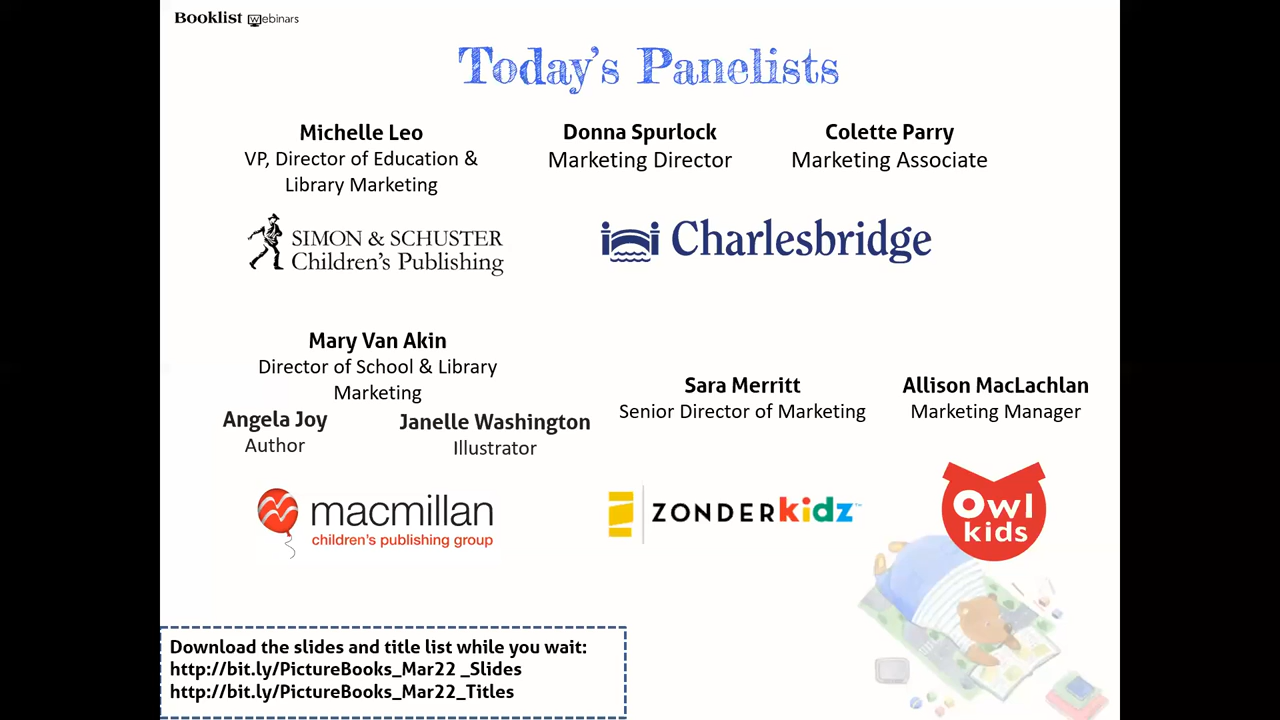 Booklist Webinars
Today's Panelists
Michelle Leo
VP, Director of Education &
Library Marketing
SIMON & SCHUSTER
Children's Publishing
Donna Spurlock
Marketing Director
Colette Parry
Marketing Associate
Charlesbridge
Mary Van Akin
Director of School & Library
Marketing
Angela Joy
Author
Janelle Washington
Illustrator
macmillan
children's publishing group
Sara Merritt
Senior Director of Marketing
ZONDERkidz™
Allison MacLachlan
Marketing Manager
Owl
kids
Download the slides and title list while you wait:
http://bit.ly/PictureBooks_Mar22 _Slides
http://bit.ly/PictureBooks_Mar22_Titles